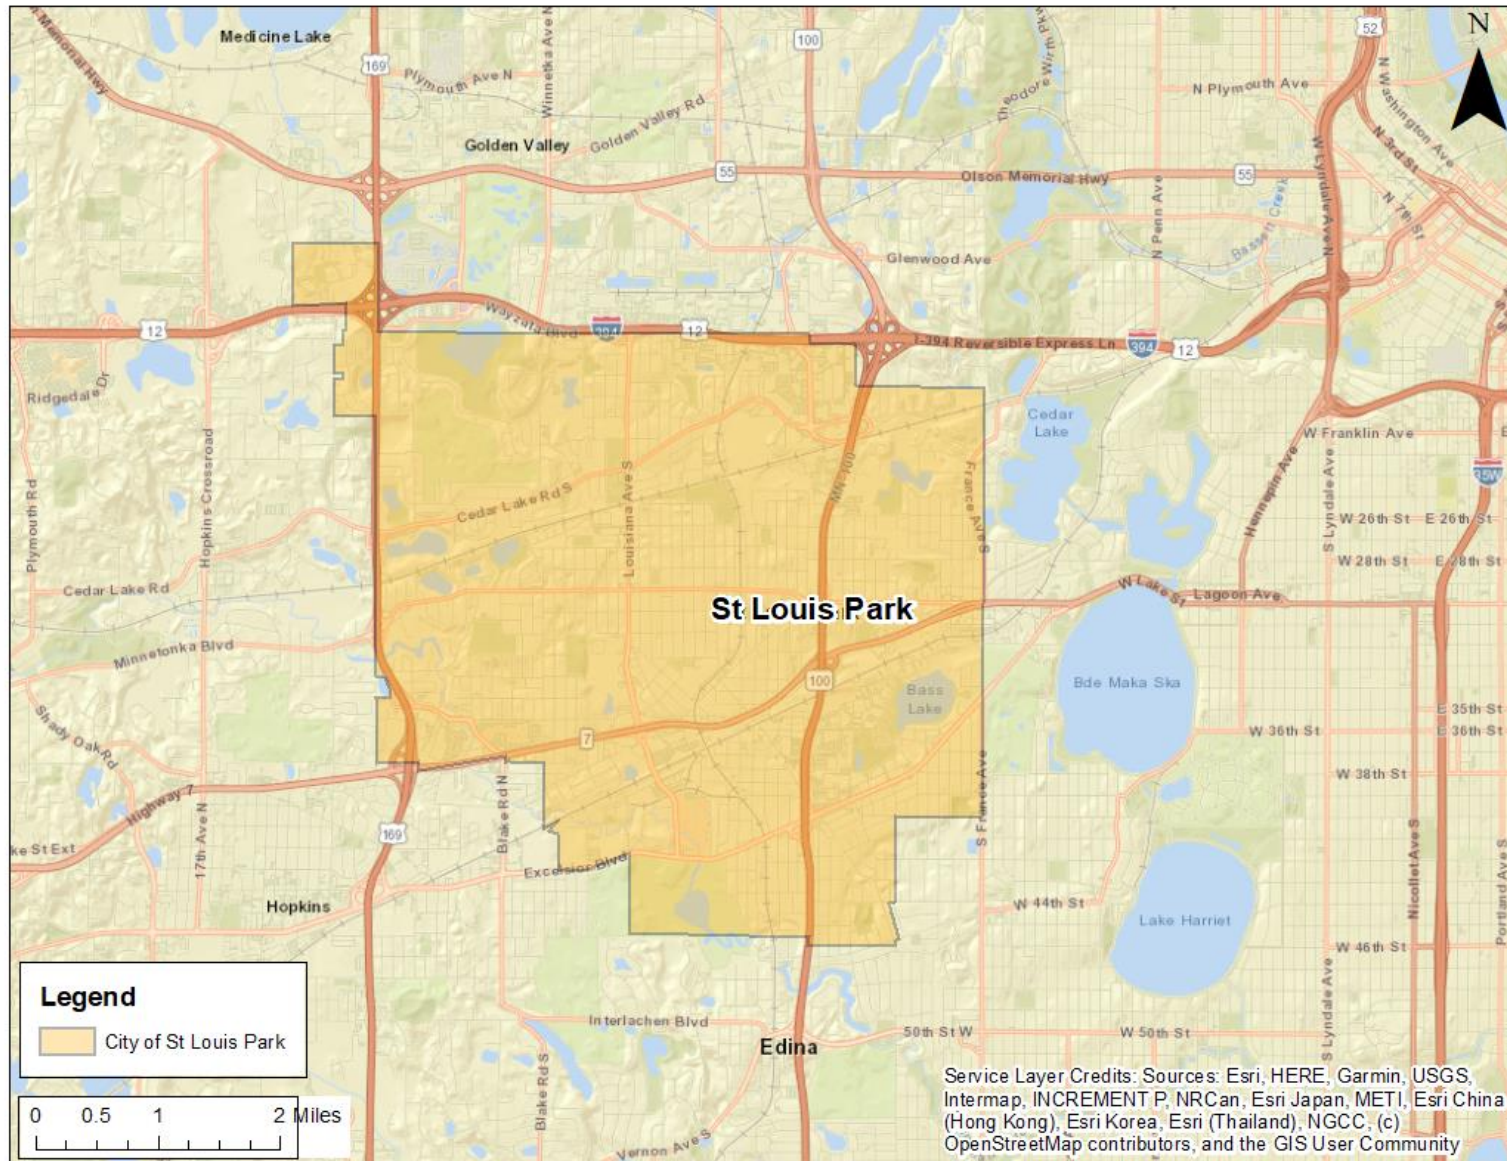 N
52
Medicine Lake
Memorial Hwy
169
Plymouth Ave N
Winnetka Ave N
100
Theodore Wirth Pkwy
N Plymouth Ave
N Washington Ave
N 3rd St
Golden Valley
Golden Valley Rd
55
Olson Memorial Hwy
55
W Lyndale Ave N
N 7th St
N Penn Ave
Bassett Creek
Glenwood Ave
12
Wayzata Blvd
394
12
I-394 Reversible Express Ln
394
12
Ridgedale Dr
Cedar
Lake
W Franklin Ave
E
35W
Plymouth Rd
Hopkins Crossroad
Cedar Lake Rd S
Louisiana Ave S
MN-100
France Ave S
Hennepin Ave
S Lyndale Ave
W 26th St
E 26th St
W 28th St
E 28th St
Cedar Lake Rd
St Louis Park
W Lake St
Lagoon Ave
Minnetonka Blvd
100
Bass
Lake
Bde Maka Ska
E 35th St
Shady Oak Rd
7
W 36th St
E 36th St
W 38th St
Highway 7
17th Ave N
169
Blake Rd N
S France Ave
ke St Ext
Excelsior Blvd
Nicollet Ave S
Portland Ave S
Hopkins
W 44th St
Lake Harriet
W 46th St
S Lyndale Ave
Interlachen Blvd
Edina
50th St W
W 50th St
Blake Rd S
Vernon Ave S
Legend
City of St Louis Park
0 0.5 1 2 Miles
Service Layer Credits: Sources: Esri, HERE, Garmin, USGS,
Intermap, INCREMENT P, NRCan, Esri Japan, METI, Esri China
(Hong Kong), Esri Korea, Esri (Thailand), NGCC, (c)
OpenStreetMap contributors, and the GIS User Community